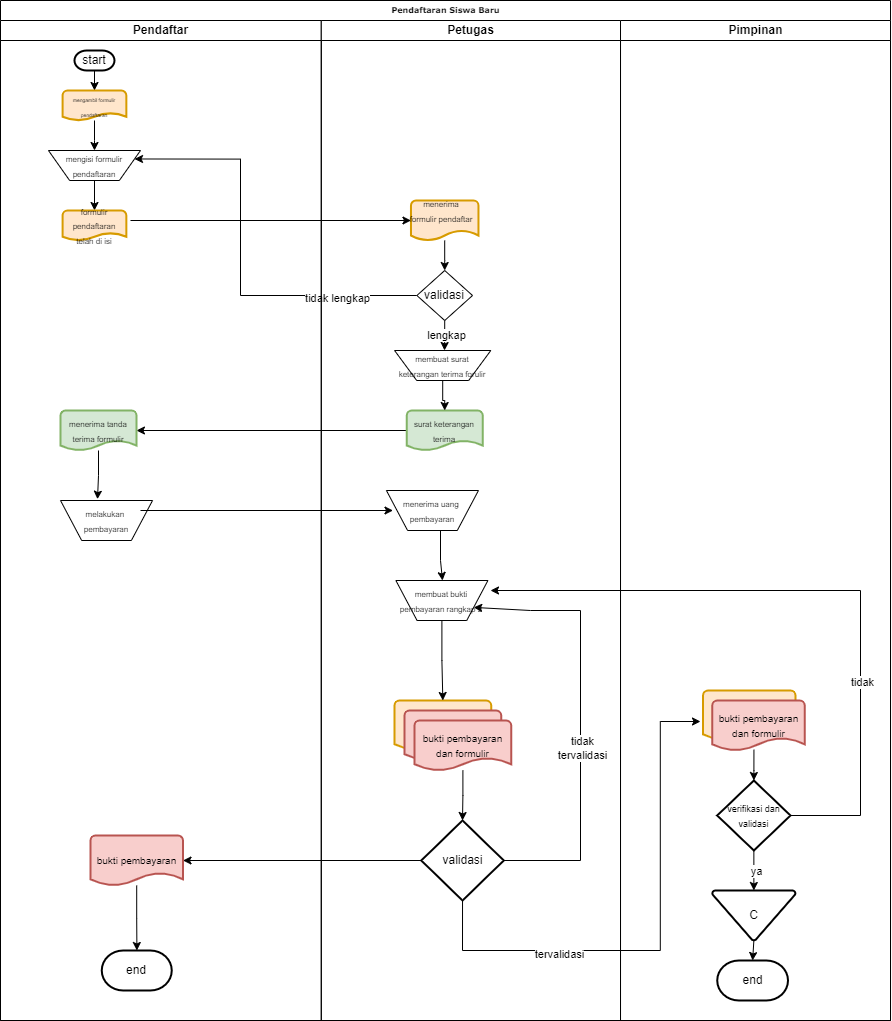 Pendaftaran Siswa Baru
Pendaftar
Petugas
Pimpinan
start
mengambil formulir
pendaftaran
mengisi formulir
pendaftaran
formulir
pendaftaran
telah di isi
menerima
formulir pendaftar
validasi
tidak lengkap
lengkap
membuat surat
keterangan terima forulir
surat keterangan
terima
menerima tanda
terima formulir
melakukan
pembayaran
menerima uang
pembayaran
membuat bukti
pembayaran rangkap
tidak
bukti pembayaran
dan formulir
bukti pembayaran
dan formulir
tidak
tervalidasi
verifikasi dan
validasi
validasi
bukti pembayaran
ya
C
tervalidasi
end
end